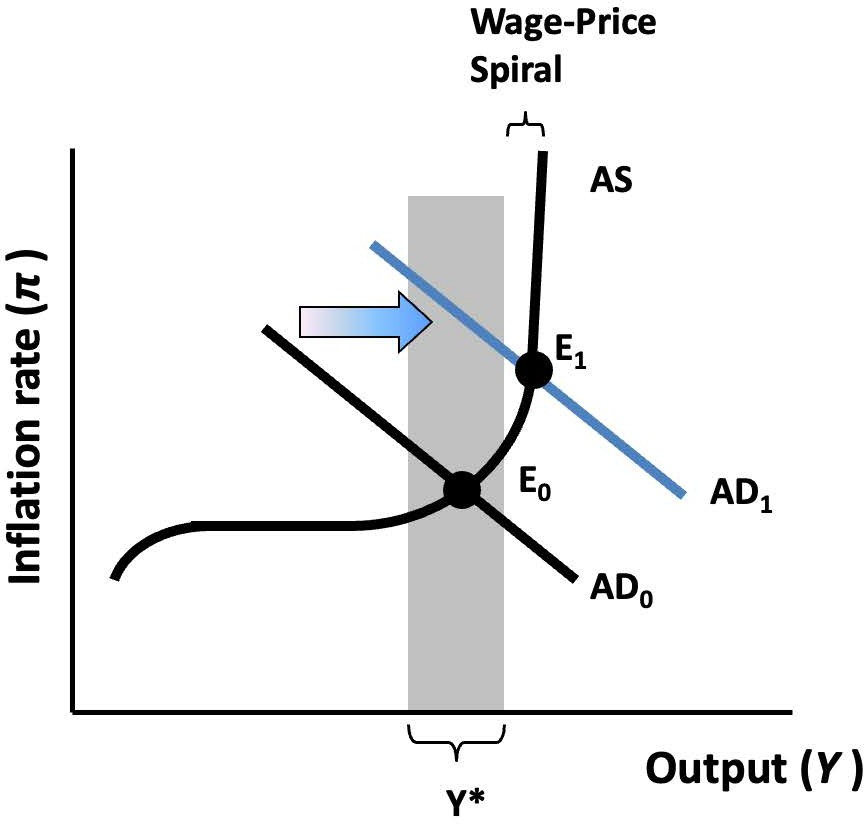 Wage-Price
Spiral
AS
Inflation rate (π)
E₁
E₀
AD₁
AD₀
Output (Y)
Y*